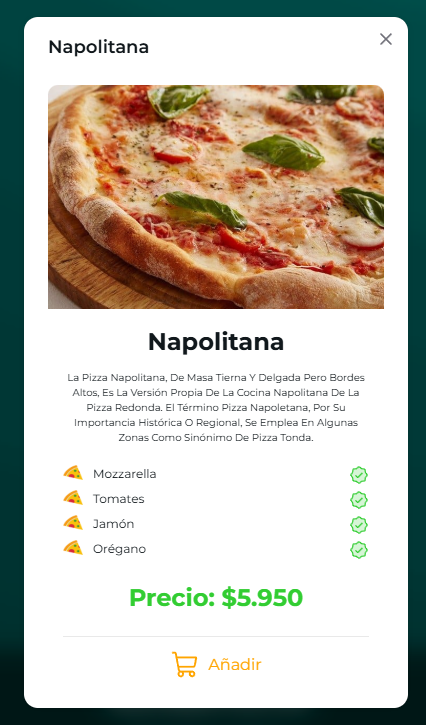 Napolitana
Napolitana
La Pizza Napolitana, De Masa Tierna Y Delgada Pero Bordes
Altos, Es La Versión Propia De La Cocina Napolitana De La
Pizza Redonda. El Término Pizza Napoletana, Por Su
Importancia Histórica O Regional, Se Emplea En Algunas
Zonas Como Sinónimo De Pizza Tonda.
Mozzarella
Tomates
Jamón
Orégano
Precio: $5.950
Añadir